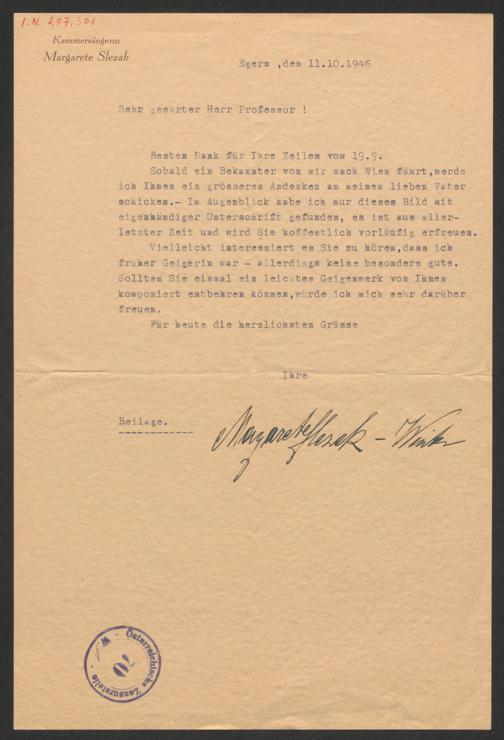 I.N. 207.301
Kammersängerin
Margarete Slezak
Egern ,den 11.10.1946
Sehr geehrter Herr Professor !
Besten Dank für Ihre Zeilen vom 19.9.
Sobald ein Bekannter von mir nach Wien fährt,werde
ich Ihnen ein grösseres Andenken an meinen lieben Vater
schicken.- Im Augenblick habe ich nur dieses Bild mit
eigenhändiger Unterschrift gefunden, es ist aus aller-
letzter Zeit und wird Sie hoffentlich vorläufig erfreuen.
Vielleicht interessiert es Sie zu hören,dass ich
früher Geigerin war - allerdings keine besonders gute.
Sollten Sie einmal ein leichtes Geigenwerk von Ihnen
komponiert entbehren können,würde ich mich sehr darüber
freuen.
Für heute die herzlichsten Grüsse
Ihre
Beilage.
Margarete Slezak - Winter
Österreichische Zensurstelle
70